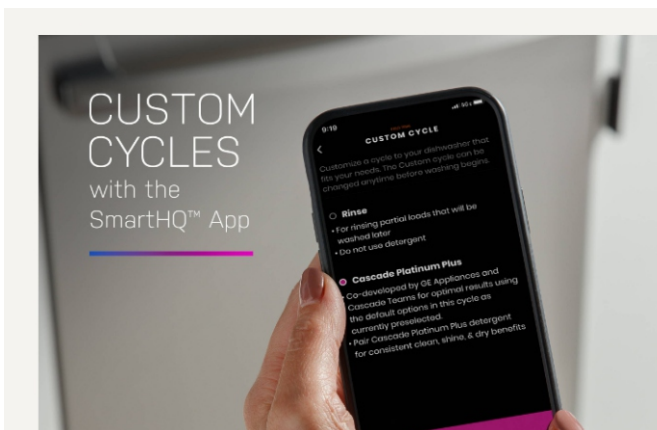 CUSTOM
CYCLES
with the
SmartHQ™ App
9:19
CUSTOM CYCLE
Customize a cycle to your dishwasher that
fits your needs. The Custom cycle can be
changed anytime before washing begins.
Rinse
• For rinsing partial loads that will be
washed later
• Do not use detergent
Cascade Platinum Plus
• Co-developed by GE Appliances and
Cascade Teams for optimal results using
the default options in this cycle as
currently preselected.
• Pair Cascade Platinum Plus detergent
for consistent clean, shine, & dry benefits